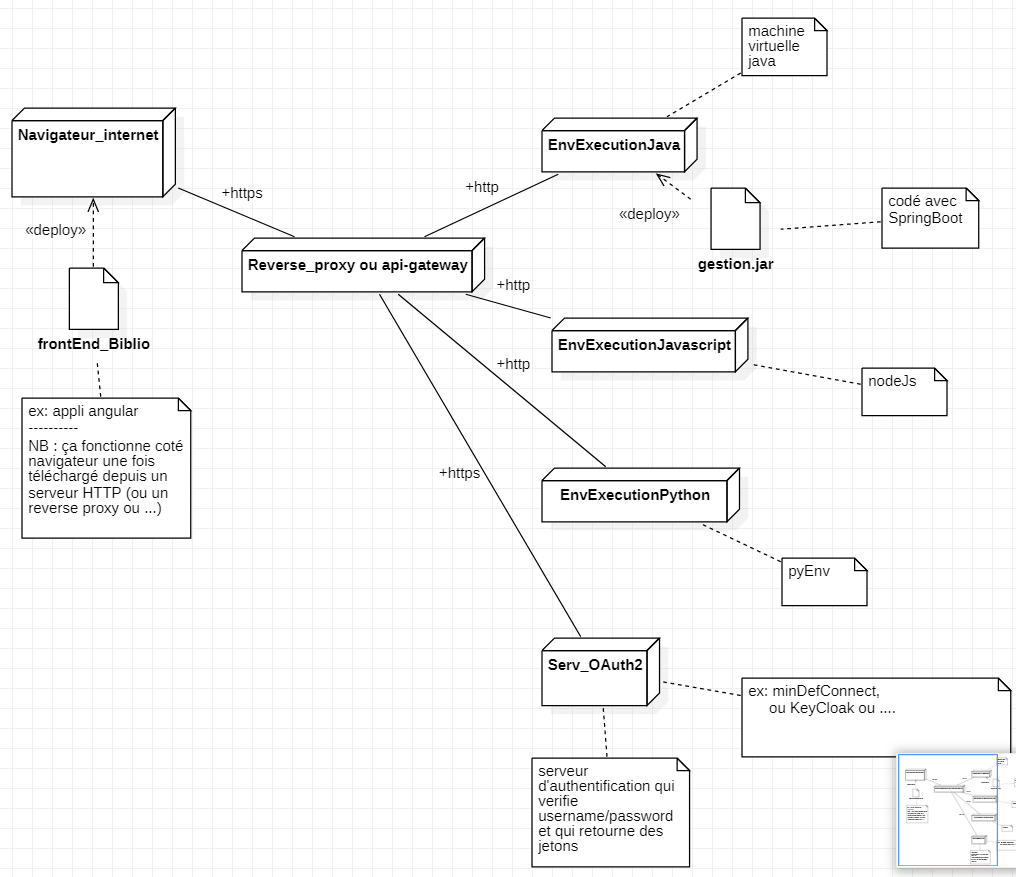 machine
virtuelle
java
Navigateur_internet
EnvExecutionJava
+https
+http
«deploy»
«deploy»
codé avec
SpringBoot
gestion.jar
Reverse_proxy ou api-gateway
+http
frontEnd_Biblio
EnvExecutionJavascript
+http
nodeJs
ex: appli angular
----------
NB : ça fonctionne coté
navigateur une fois
téléchargé depuis un
serveur HTTP (ou un
reverse proxy ou ...)
+https
EnvExecutionPython
pyEnv
Serv_OAuth2
ex: minDefConnect,
ou KeyCloak ou ....
serveur
d'authentification qui
verifie
username/password
et qui retourne des
jetons